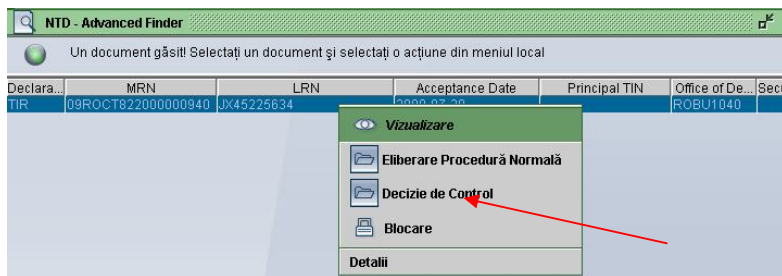 NTD - Advanced Finder
Un document găsit! Selectați un document și selectați o acțiune din meniul local
Declara... MRN LRN Acceptance Date Principal TIN Office of De... Secu
TIR 09ROCT822000000940 JX45225634 ROBU1040
Vizualizare
Eliberare Procedură Normală
Decizie de Control
Blocare
Detalii